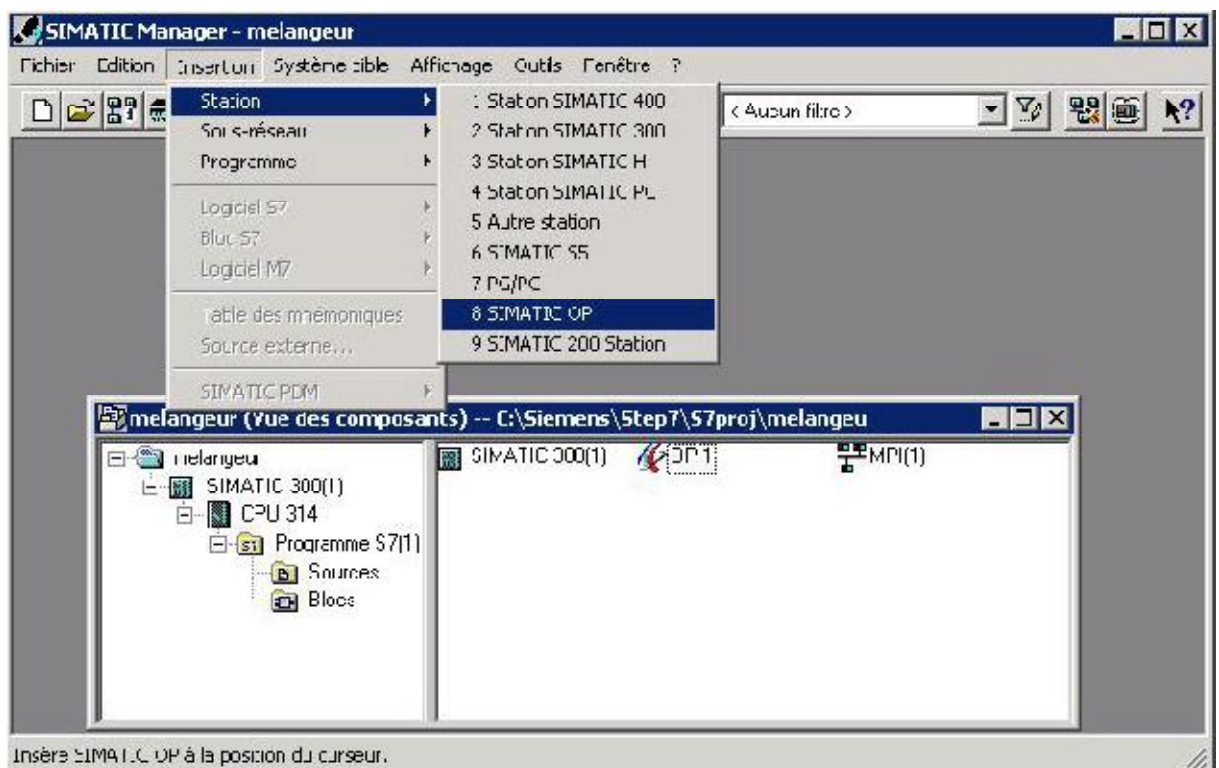 SIMATIC Manager - melangeur
Fichier Edition Insertion Système cible Affichage Outils Fenêtre ?
Station
Sous-réseau
Programme
Logiciel S7
Bloc S7
Logiciel M7
Table des mnémoniques
Source externe...
SIMATIC PDM
1 Station SIMATIC 400
2 Station SIMATIC 300
3 Station SIMATIC H
4 Station SIMATIC PC
5 Autre station
6 SIMATIC S5
7 PG/PC
8 SIMATIC OP
9 SIMATIC 200 Station
< Aucun filtre >
melangeur (Vue des composants) -- C:\Siemens\Step7\S7proj\melangeu
melangeur
SIMATIC 300(1)
CPU 314
Programme S7(1)
Sources
Blocs
SIMATIC 300(1) OP1 MPI(1)
Insère SIMATIC OP à la position du curseur.